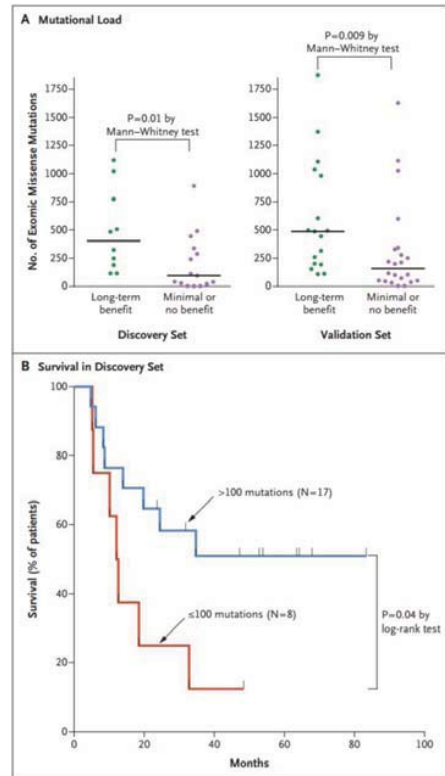 A Mutational Load
P=0.009 by
Mann–Whitney test
P=0.01 by
Mann–Whitney test
No. of Exomic Missense Mutations
1750
1500
1250
1000
750
500
250
0
Long-term
benefit
Minimal or
no benefit
Discovery Set
1750
1500
1250
1000
750
500
250
0
Long-term
benefit
Minimal or
no benefit
Validation Set
B Survival in Discovery Set
Survival (% of patients)
100
80
60
40
20
0
>100 mutations (N=17)
≤100 mutations (N=8)
P=0.04 by
log-rank test
0
20
40
60
80
100
Months